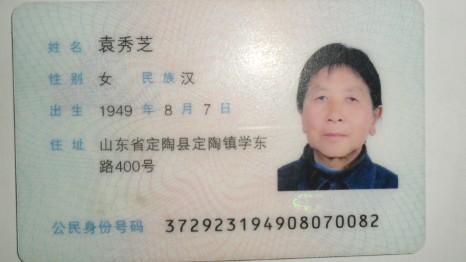 姓名 袁秀芝
性别 女 民族 汉
出生 1949 年 8 月 7 日
住址 山东省定陶县定陶镇学东
路400号
公民身份号码 372923194908070082